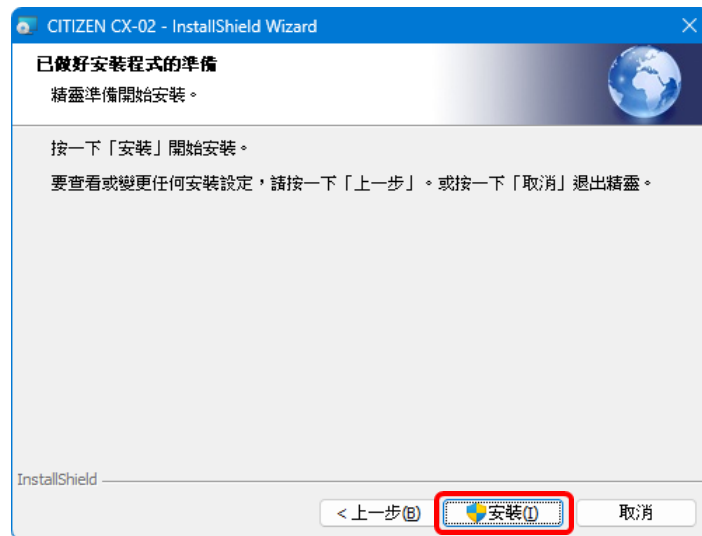 CITIZEN CX-02 - InstallShield Wizard
已做好安裝程式的準備
精靈準備開始安裝。
按一下「安裝」開始安裝。
要查看或變更任何安裝設定，請按一下「上一步」。或按一下「取消」退出精靈。
InstallShield
< 上一步(B) 安裝(I) 取消